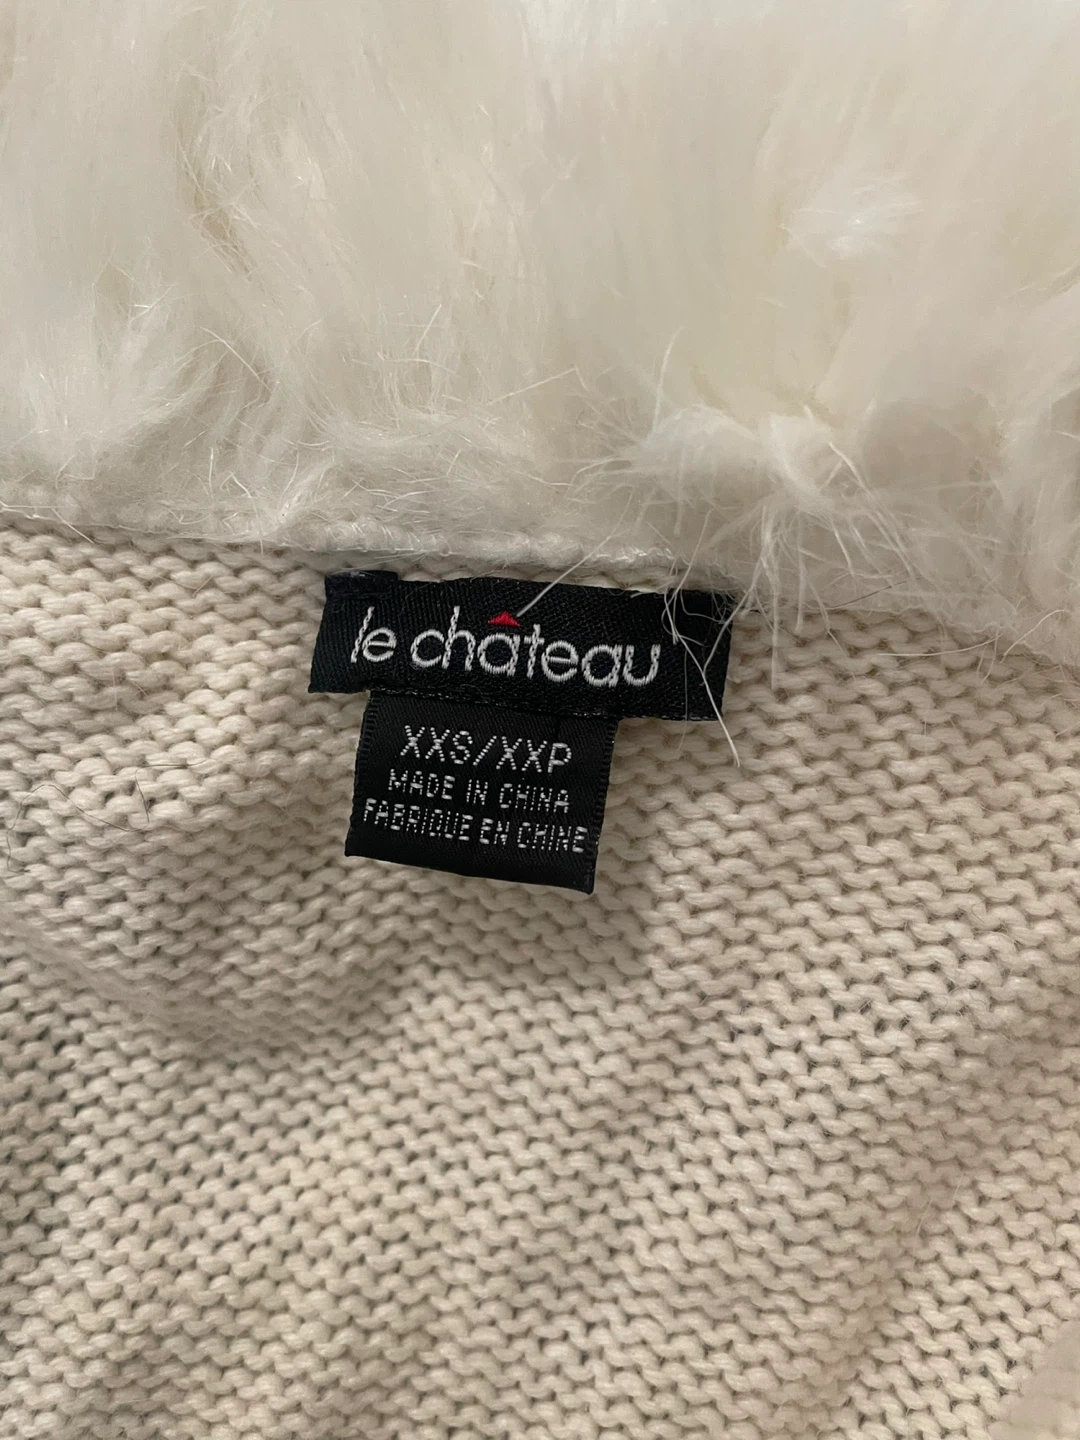 le château
XXS/XXP
MADE IN CHINA
FABRIQUE EN CHINE